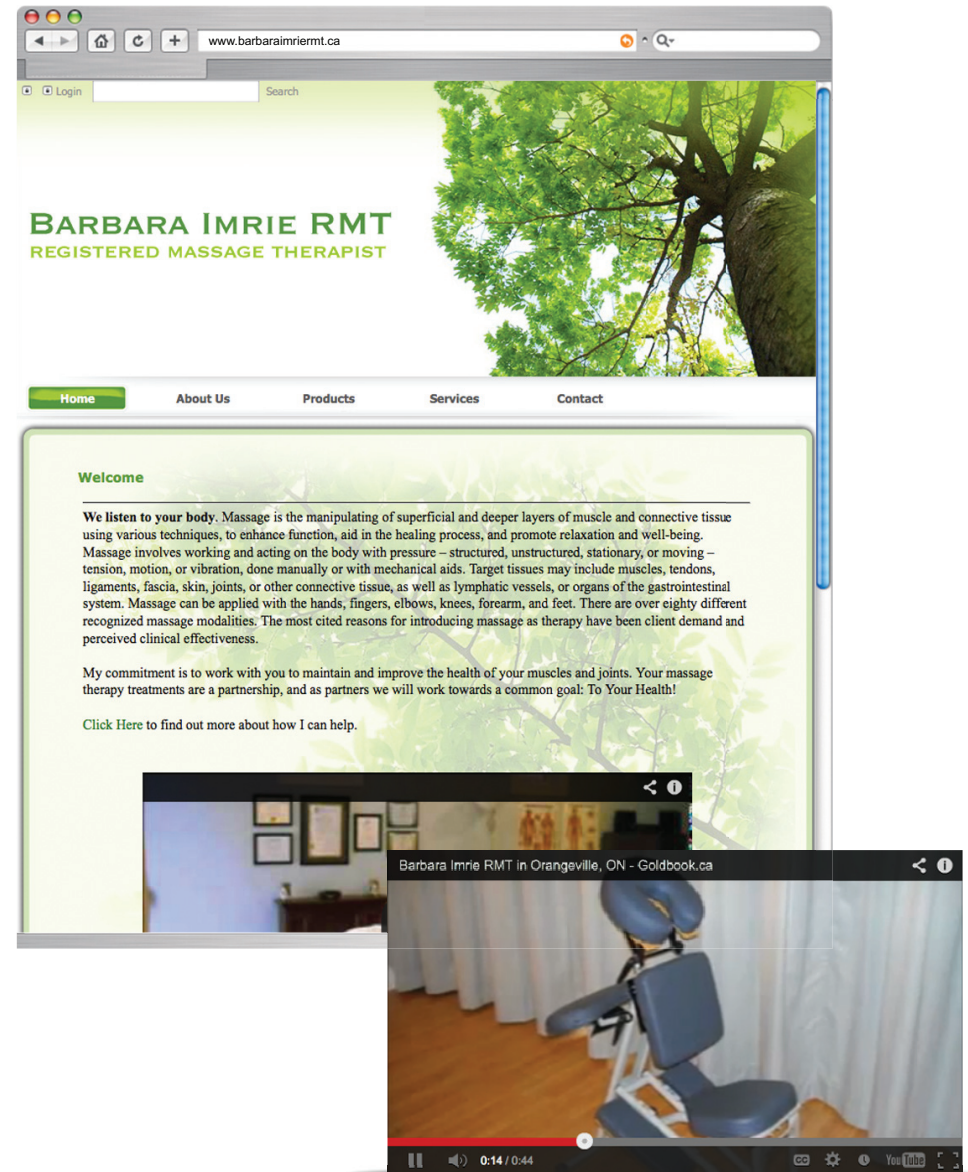 www.barbaraimriermt.ca
Login
Search
BARBARA IMRIE RMT
REGISTERED MASSAGE THERAPIST
Home About Us Products Services Contact
Welcome
We listen to your body. Massage is the manipulating of superficial and deeper layers of muscle and connective tissue
using various techniques, to enhance function, aid in the healing process, and promote relaxation and well-being.
Massage involves working and acting on the body with pressure – structured, unstructured, stationary, or moving –
tension, motion, or vibration, done manually or with mechanical aids. Target tissues may include muscles, tendons,
ligaments, fascia, skin, joints, or other connective tissue, as well as lymphatic vessels, or organs of the gastrointestinal
system. Massage can be applied with the hands, fingers, elbows, knees, forearm, and feet. There are over eighty different
recognized massage modalities. The most cited reasons for introducing massage as therapy have been client demand and
perceived clinical effectiveness.
My commitment is to work with you to maintain and improve the health of your muscles and joints. Your massage
therapy treatments are a partnership, and as partners we will work towards a common goal: To Your Health!
Click Here to find out more about how I can help.
Barbara Imrie RMT in Orangeville, ON - Goldbook.ca
0:14 / 0:44
CC
YouTube